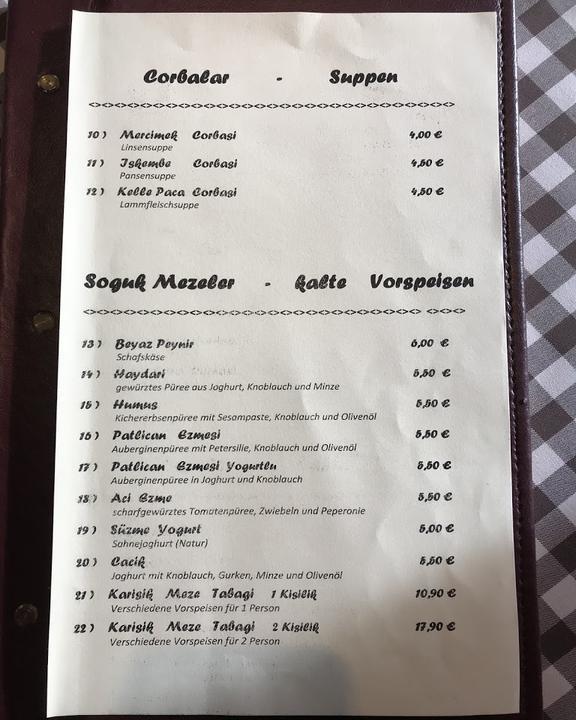 Corbalar - Suppen
<><><><><><><><><><><><><><><><><><><><><><><><><><><><>
10) Mercimek Corbasi 4,00 €
Linsensuppe
11) Iskembe Corbasi 4,50 €
Pansensuppe
12) Kelle Paca Corbasi 4,50 €
Lammfleischsuppe
Soguk Mezeler - kalte Vorspeisen
<><><><><><><><><><><><><><><><><><><><><><><><><> <><><>
13) Beyaz Peynir 5,00 €
Schafskäse
14) Haydari 5,50 €
gewürztes Püree aus Joghurt, Knoblauch und Minze
15) Humus 5,50 €
Kichererbsenpüree mit Sesampaste, Knoblauch und Olivenöl
16) Patlican Ezmesi 5,50 €
Auberginenpüree mit Petersilie, Knoblauch und Olivenöl
17) Patlican Ezmesi Yogurtlu 5,50 €
Auberginenpüree in Joghurt und Knoblauch
18) Aci Ezme 5,50 €
scharfgewürztes Tomatenpüree, Zwiebeln und Peperonie
19) Süzme Yogurt 5,00 €
Sahnejoghurt (Natur)
20) Cacik 5,50 €
Joghurt mit Knoblauch, Gurken, Minze und Olivenöl
21) Karisik Meze Tabagi 1 Kisilik 10,90 €
Verschiedene Vorspeisen für 1 Person
22) Karisik Meze Tabagi 2 Kisilik 17,90 €
Verschiedene Vorspeisen für 2 Person